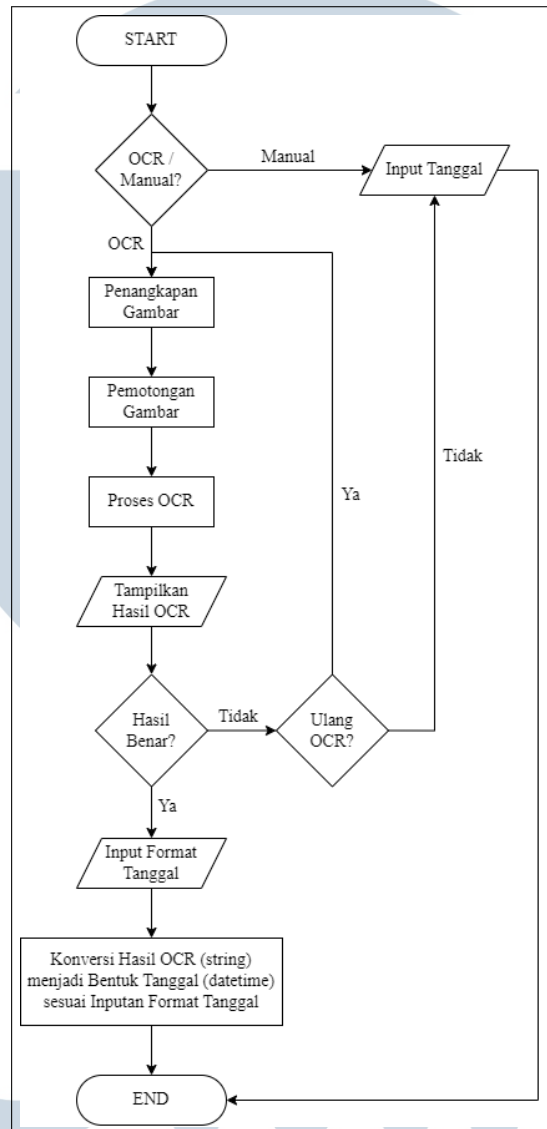 START
OCR /
Manual?
Manual
Input Tanggal
OCR
Penangkapan
Gambar
Pemotongan
Gambar
Tidak
Ya
Proses OCR
Tampilkan
Hasil OCR
Hasil
Benar?
Tidak
Ulang
OCR?
Ya
Input Format
Tanggal
Konversi Hasil OCR (string)
menjadi Bentuk Tanggal (datetime)
sesuai Inputan Format Tanggal
END